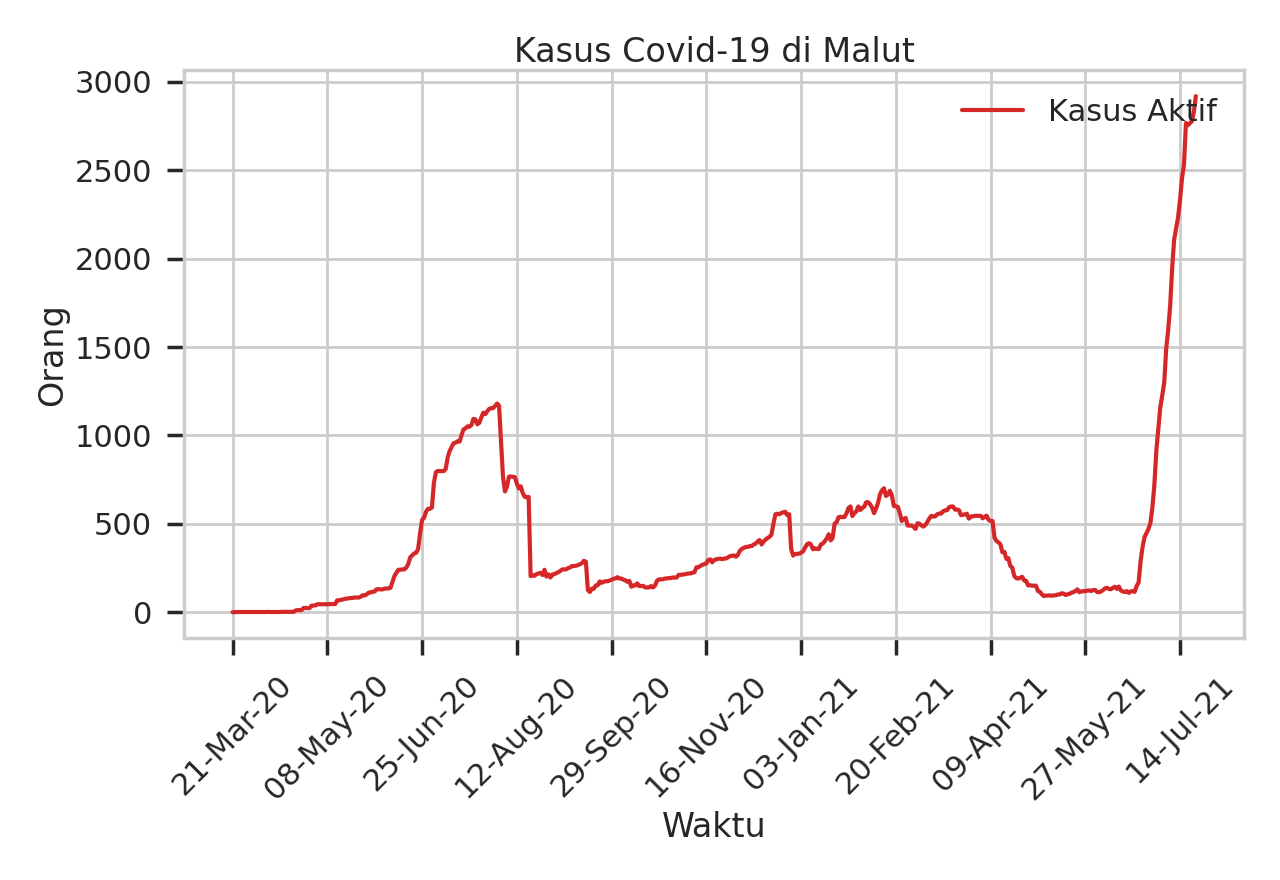 Kasus Covid-19 di Malut
Kasus Aktif
Orang
3000
2500
2000
1500
1000
500
0
21-Mar-20
08-May-20
25-Jun-20
12-Aug-20
29-Sep-20
16-Nov-20
03-Jan-21
20-Feb-21
09-Apr-21
27-May-21
14-Jul-21
Waktu